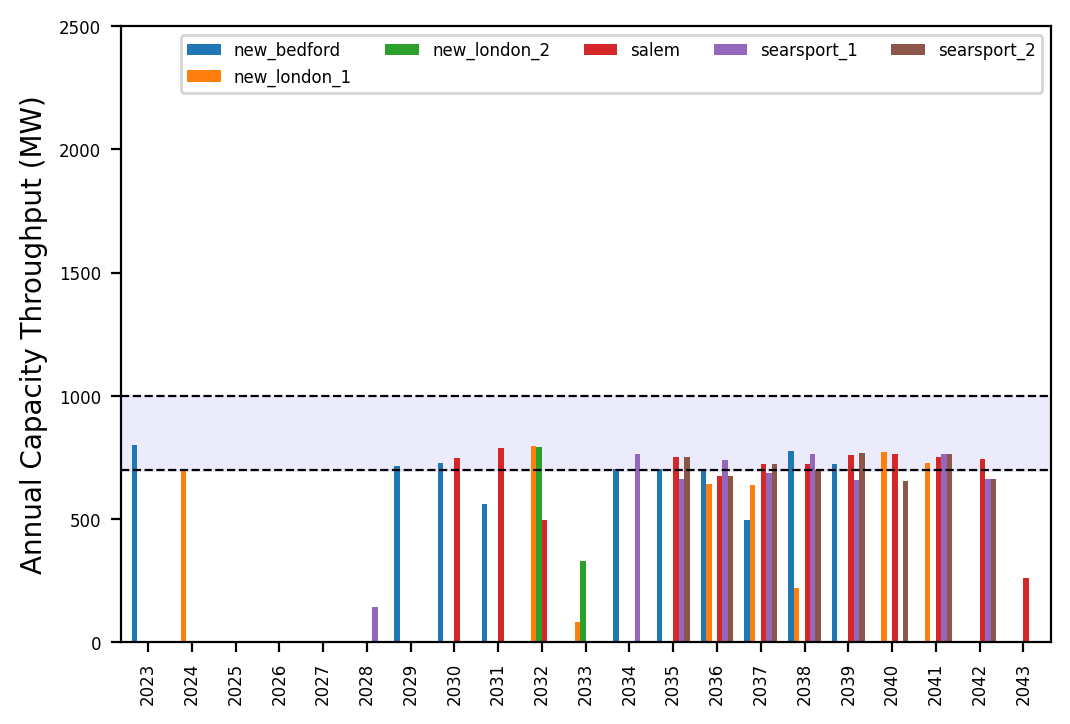 2500
new_bedford new_london_2 salem searsport_1 searsport_2
new_london_1
2000
1500
1000
500
0
Annual Capacity Throughput (MW)
2023 2024 2025 2026 2027 2028 2029 2030 2031 2032 2033 2034 2035 2036 2037 2038 2039 2040 2041 2042 2043